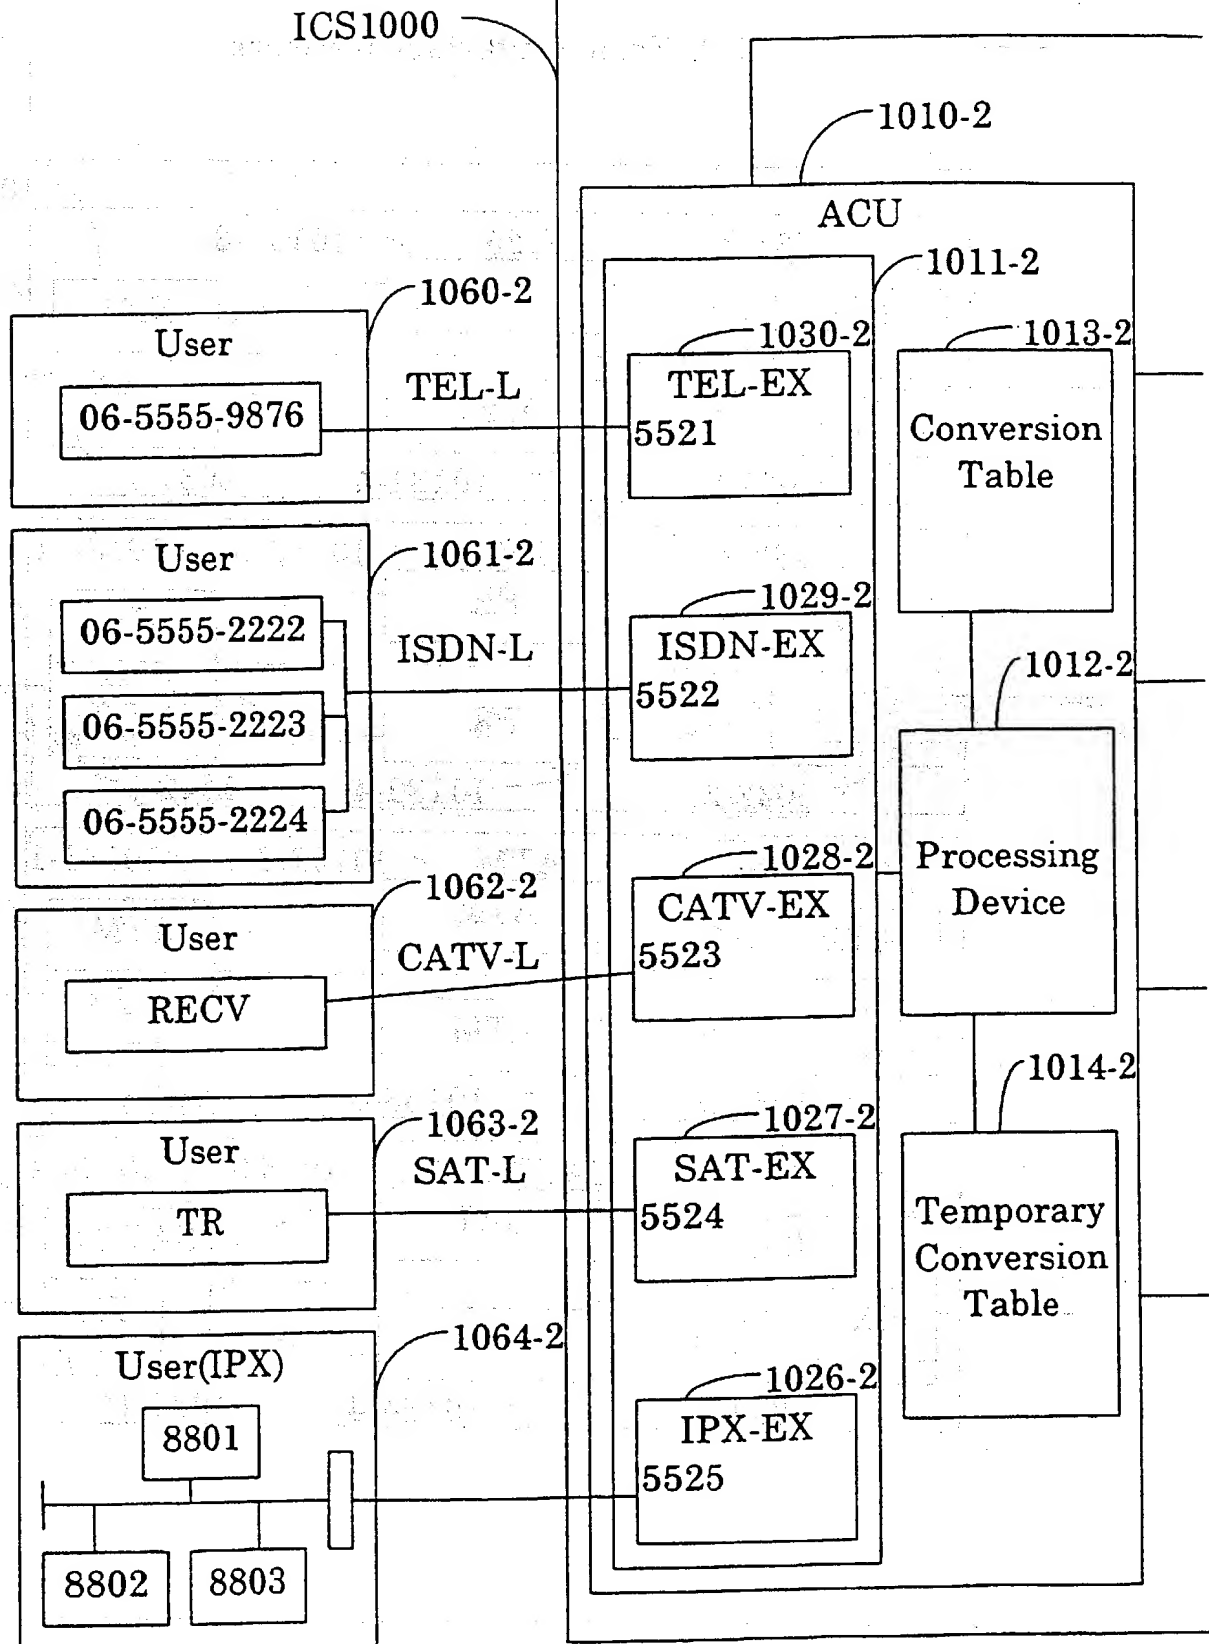 ICS1000
1010-2
ACU
1011-2
1060-2
User
06-5555-9876
TEL-L
1030-2
TEL-EX
5521
1013-2
Conversion
Table
User
1061-2
06-5555-2222
06-5555-2223
06-5555-2224
ISDN-L
1029-2
ISDN-EX
5522
1012-2
Processing
Device
1062-2
User
RECV
CATV-L
1028-2
CATV-EX
5523
1063-2
User
TR
SAT-L
1027-2
SAT-EX
5524
1014-2
Temporary
Conversion
Table
1064-2
User(IPX)
8801
8802
8803
1026-2
IPX-EX
5525